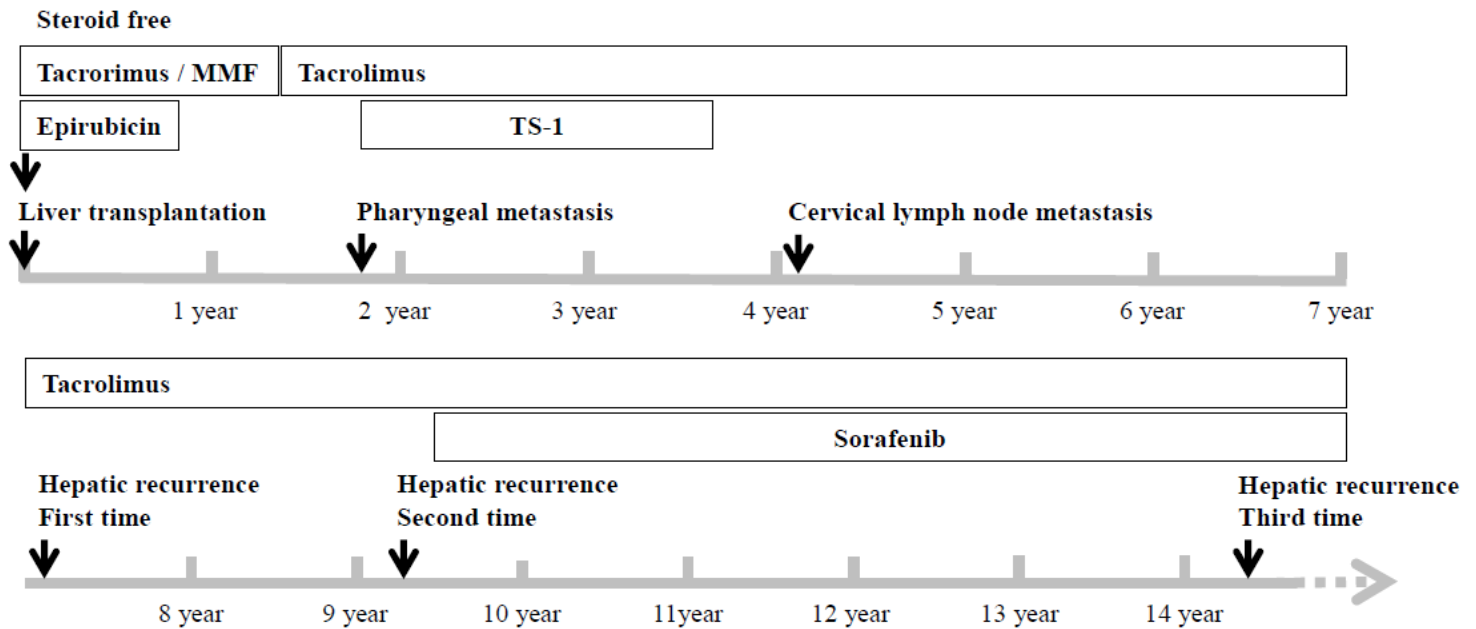 Steroid free
Tacrorimus / MMF Tacrolimus
Epirubicin TS-1
Liver transplantation Pharyngeal metastasis Cervical lymph node metastasis
1 year 2 year 3 year 4 year 5 year 6 year 7 year
Tacrolimus
Sorafenib
Hepatic recurrence Hepatic recurrence Hepatic recurrence
First time Second time Third time
8 year 9 year 10 year 11year 12 year 13 year 14 year